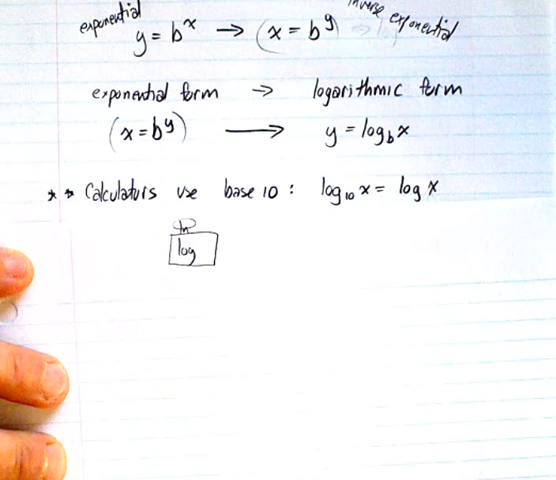 exponential
inverse exponential
y = b^x → (x = b^y)
exponential form → logarithmic form
(x = b^y) → y = log_b x
** Calculators use base 10 : log_10 x = log x
log